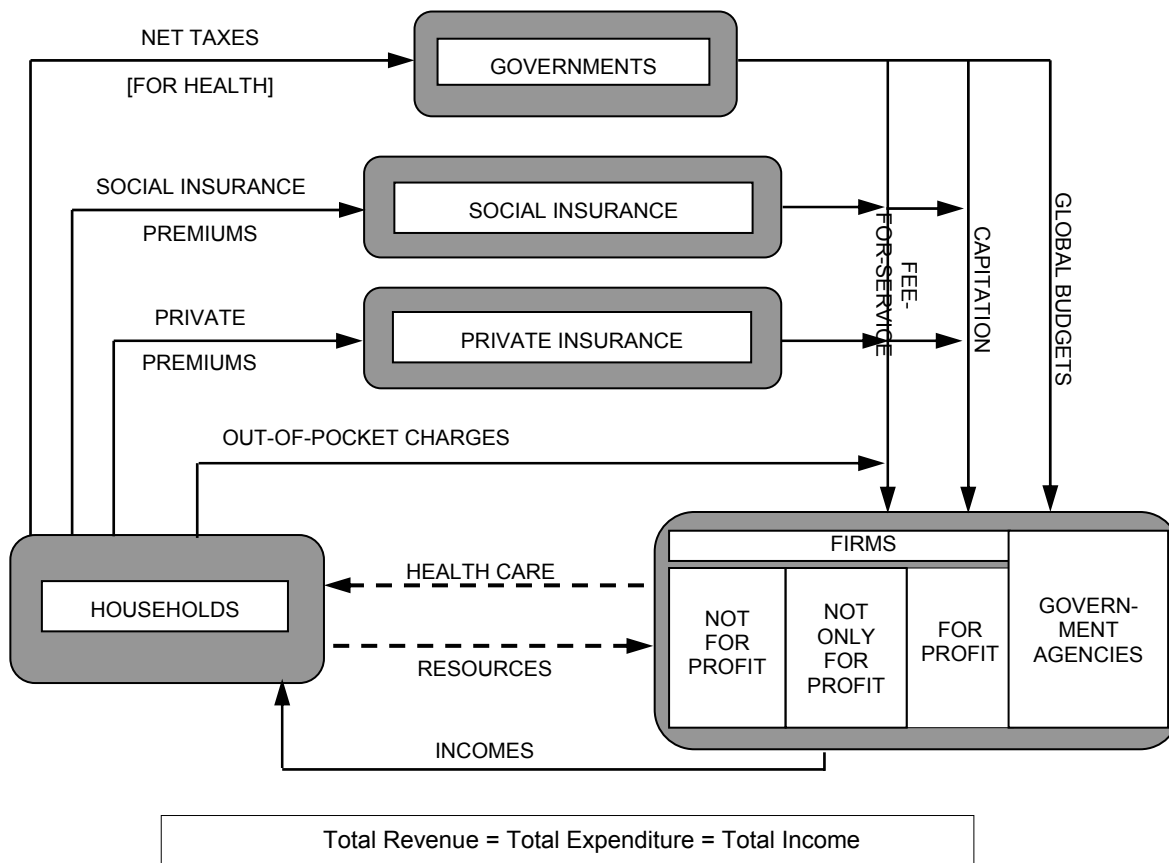 NET TAXES
[FOR HEALTH]
GOVERNMENTS
SOCIAL INSURANCE
PREMIUMS
SOCIAL INSURANCE
PRIVATE
PREMIUMS
PRIVATE INSURANCE
FEE-
FOR-SERVICE
CAPITATION
GLOBAL BUDGETS
OUT-OF-POCKET CHARGES
HOUSEHOLDS
HEALTH CARE
RESOURCES
INCOMES
FIRMS
NOT
FOR
PROFIT
NOT
ONLY
FOR
PROFIT
FOR
PROFIT
GOVERN-
MENT
AGENCIES
Total Revenue = Total Expenditure = Total Income